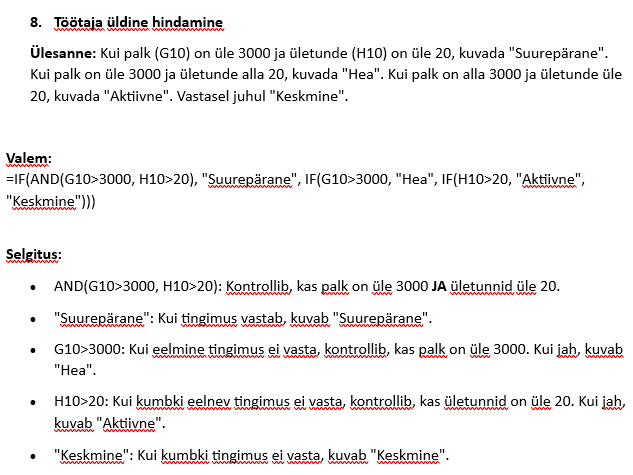 8. Töötaja üldine hindamine
Ülesanne: Kui palk (G10) on üle 3000 ja ületunde (H10) on üle 20, kuvada "Suurepärane".
Kui palk on üle 3000 ja ületunde alla 20, kuvada "Hea". Kui palk on alla 3000 ja ületunde üle
20, kuvada "Aktiivne". Vastasel juhul "Keskmine".
Valem:
=IF(AND(G10>3000, H10>20), "Suurepärane", IF(G10>3000, "Hea", IF(H10>20, "Aktiivne",
"Keskmine")))
Selgitus:
• AND(G10>3000, H10>20): Kontrollib, kas palk on üle 3000 JA ületunnid üle 20.
• "Suurepärane": Kui tingimus vastab, kuvab "Suurepärane".
• G10>3000: Kui eelmine tingimus ei vasta, kontrollib, kas palk on üle 3000. Kui jah, kuvab
"Hea".
• H10>20: Kui kumbki eelnev tingimus ei vasta, kontrollib, kas ületunnid on üle 20. Kui jah,
kuvab "Aktiivne".
• "Keskmine": Kui kumbki tingimus ei vasta, kuvab "Keskmine".